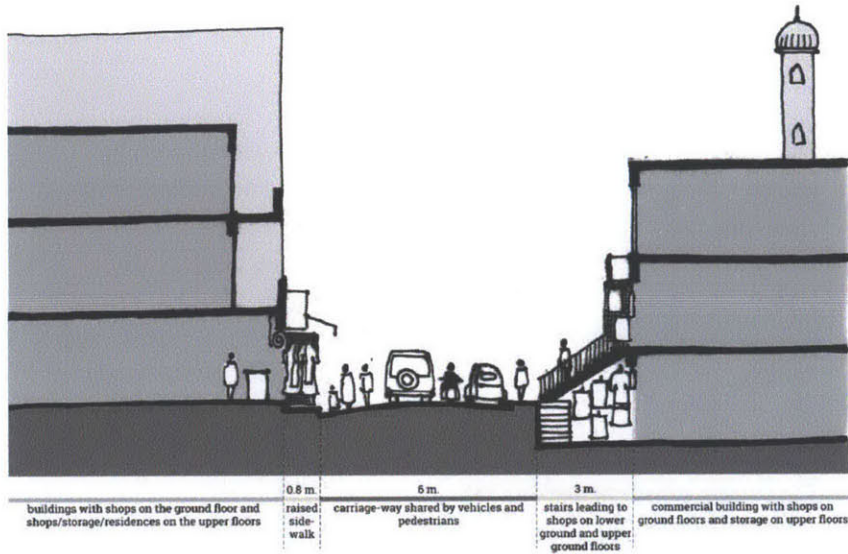 0.8 m.
6 m.
3 m.
buildings with shops on the ground floor and
shops/storage/residences on the upper floors
raised
side-
walk
carriage-way shared by vehicles and
pedestrians
stairs leading to
shops on lower
ground and upper
ground floors
commercial building with shops on
ground floors and storage on upper floors